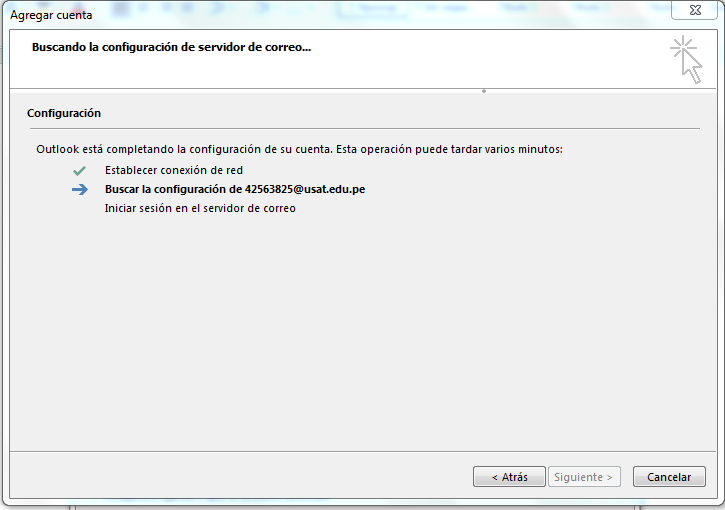 Agregar cuenta
Buscando la configuración de servidor de correo...
Configuración
Outlook está completando la configuración de su cuenta. Esta operación puede tardar varios minutos:
Establecer conexión de red
Buscar la configuración de 42563825@usat.edu.pe
Iniciar sesión en el servidor de correo
< Atrás Siguiente > Cancelar